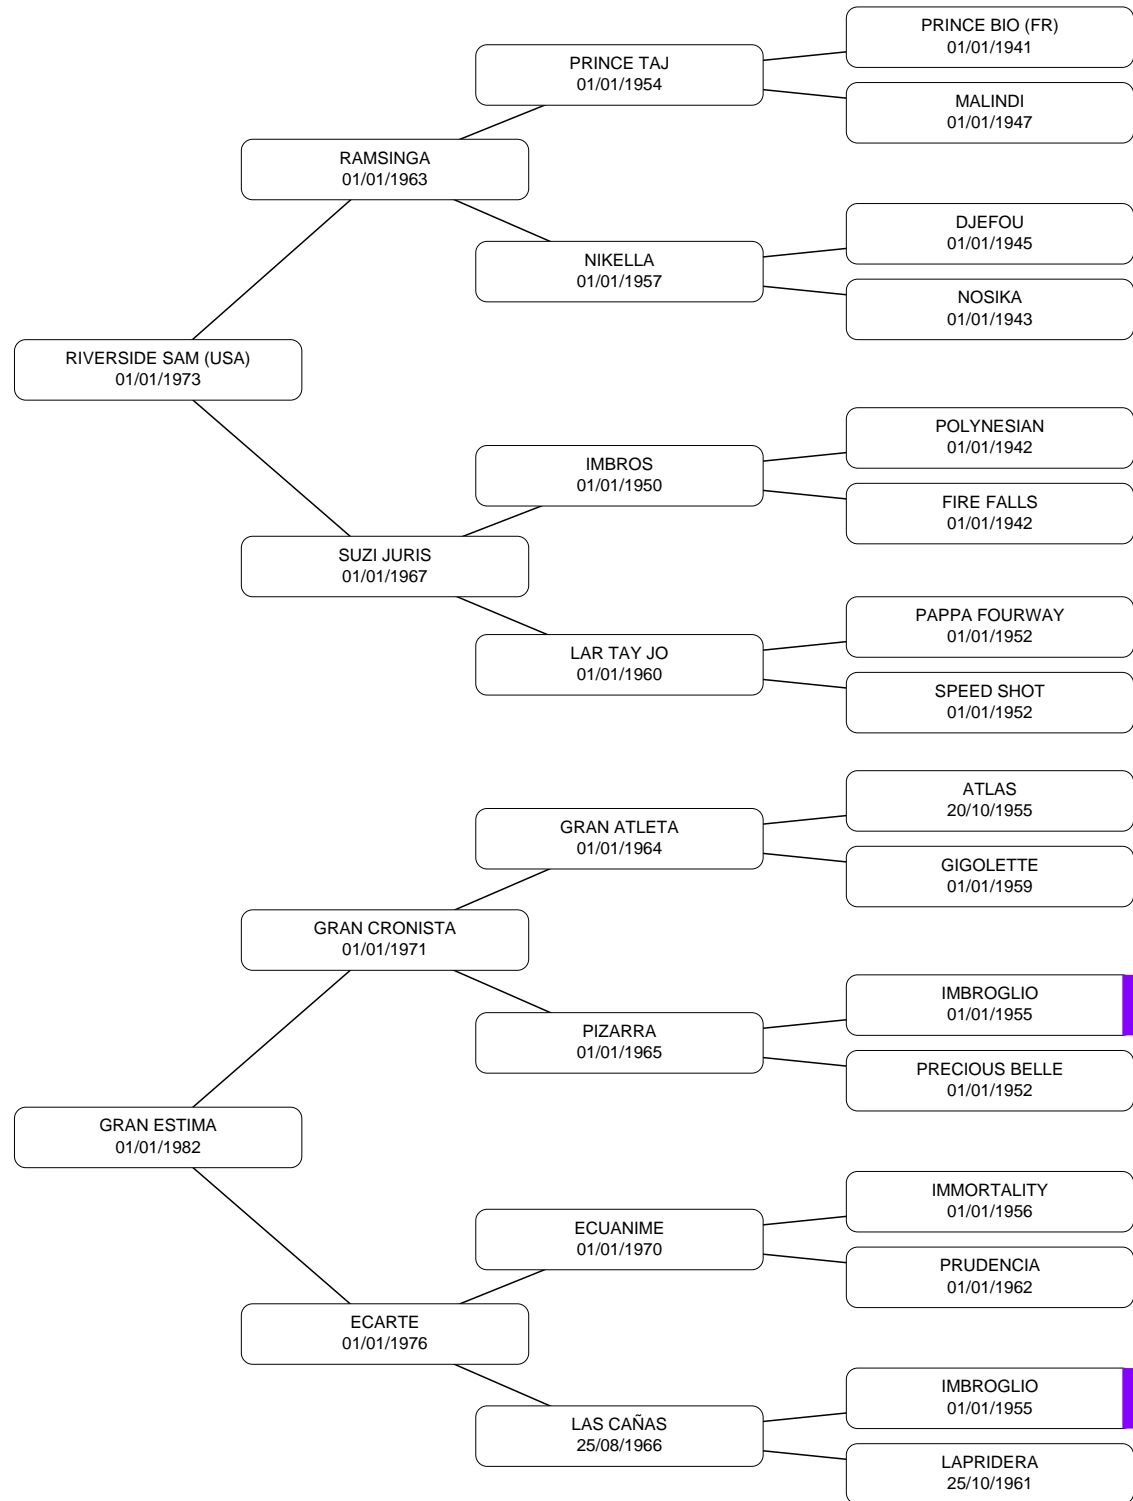 PRINCE BIO (FR)
01/01/1941
PRINCE TAJ
01/01/1954
MALINDI
01/01/1947
RAMSINGA
01/01/1963
DJEFOU
01/01/1945
NIKELLA
01/01/1957
NOSIKA
01/01/1943
RIVERSIDE SAM (USA)
01/01/1973
POLYNESIAN
01/01/1942
IMBROS
01/01/1950
FIRE FALLS
01/01/1942
SUZI JURIS
01/01/1967
PAPPA FOURWAY
01/01/1952
LAR TAY JO
01/01/1960
SPEED SHOT
01/01/1952
ATLAS
20/10/1955
GRAN ATLETA
01/01/1964
GIGOLETTE
01/01/1959
GRAN CRONISTA
01/01/1971
IMBROGLIO
01/01/1955
PIZARRA
01/01/1965
PRECIOUS BELLE
01/01/1952
GRAN ESTIMA
01/01/1982
IMMORTALITY
01/01/1956
ECUANIME
01/01/1970
PRUDENCIA
01/01/1962
ECARTE
01/01/1976
IMBROGLIO
01/01/1955
LAS CAÑAS
25/08/1966
LAPRIDERA
25/10/1961